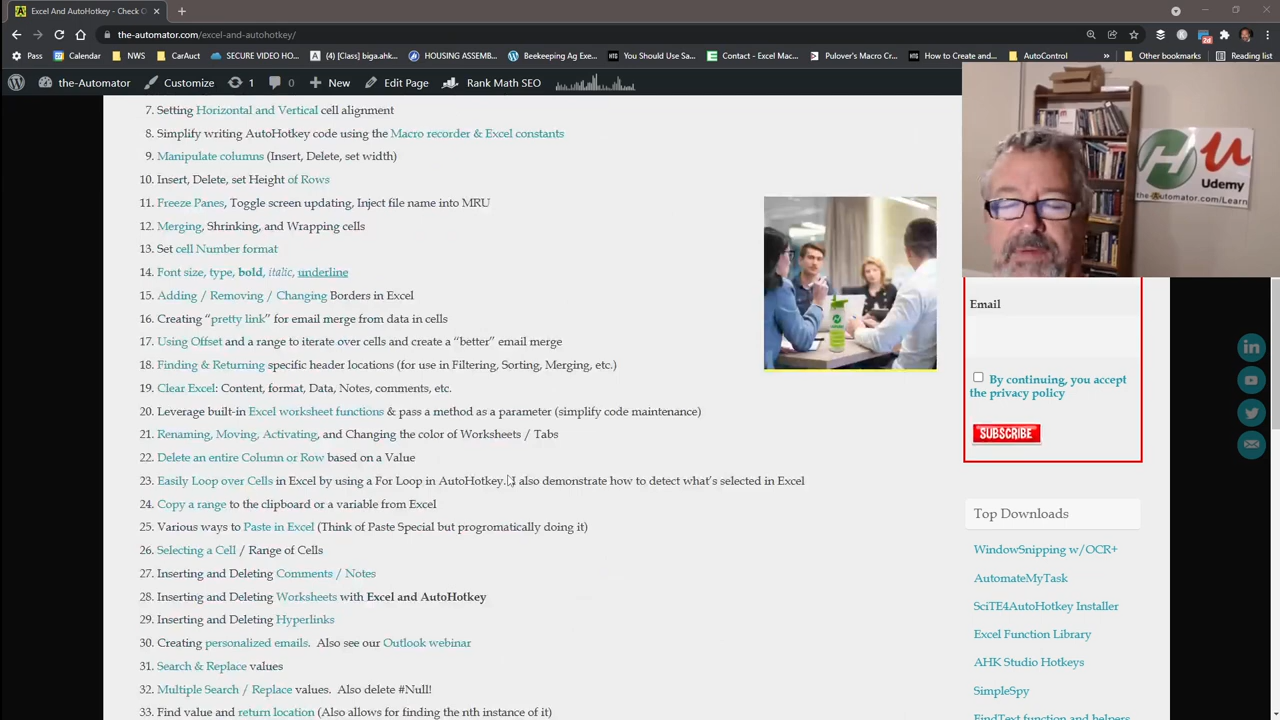 Excel And AutoHotkey - Check O
the-automator.com/excel-and-autohotkey/
Pass
Calendar
NWS
CarAuct
SECURE VIDEO HO...
(4) [Class] biga.ahk...
HOUSING ASSEMB...
Beekeeping Ag Exe...
You Should Use Sa...
Contact - Excel Mac...
Pulover's Macro Cr...
How to Create and...
AutoControl
Other bookmarks
Reading list
the-Automator
Customize
1
0
New
Edit Page
Rank Math SEO
7. Setting Horizontal and Vertical cell alignment
8. Simplify writing AutoHotkey code using the Macro recorder & Excel constants
9. Manipulate columns (Insert, Delete, set width)
10. Insert, Delete, set Height of Rows
11. Freeze Panes, Toggle screen updating, Inject file name into MRU
12. Merging, Shrinking, and Wrapping cells
13. Set cell Number format
14. Font size, type, bold, italic, underline
15. Adding / Removing / Changing Borders in Excel
16. Creating “pretty link” for email merge from data in cells
17. Using Offset and a range to iterate over cells and create a “better” email merge
18. Finding & Returning specific header locations (for use in Filtering, Sorting, Merging, etc.)
19. Clear Excel: Content, format, Data, Notes, comments, etc.
20. Leverage built-in Excel worksheet functions & pass a method as a parameter (simplify code maintenance)
21. Renaming, Moving, Activating, and Changing the color of Worksheets / Tabs
22. Delete an entire Column or Row based on a Value
23. Easily Loop over Cells in Excel by using a For Loop in AutoHotkey. I also demonstrate how to detect what’s selected in Excel
24. Copy a range to the clipboard or a variable from Excel
25. Various ways to Paste in Excel (Think of Paste Special but progromatically doing it)
26. Selecting a Cell / Range of Cells
27. Inserting and Deleting Comments / Notes
28. Inserting and Deleting Worksheets with Excel and AutoHotkey
29. Inserting and Deleting Hyperlinks
30. Creating personalized emails. Also see our Outlook webinar
31. Search & Replace values
32. Multiple Search / Replace values. Also delete #Null!
33. Find value and return location (Also allows for finding the nth instance of it)
H
U
Udemy
the-Automator.com/Learn
Email
By continuing, you accept
the privacy policy
SUBSCRIBE
Top Downloads
WindowSnipping w/OCR+
AutomateMyTask
SciTE4AutoHotkey Installer
Excel Function Library
AHK Studio Hotkeys
SimpleSpy
FindText function and helpers